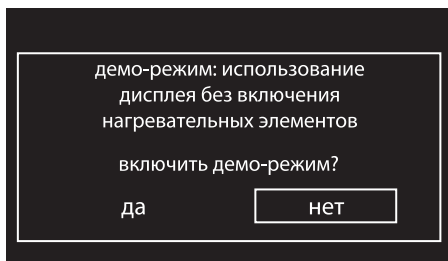 демо-режим: использование
дисплея без включения
нагревательных элементов
включить демо-режим?
да нет